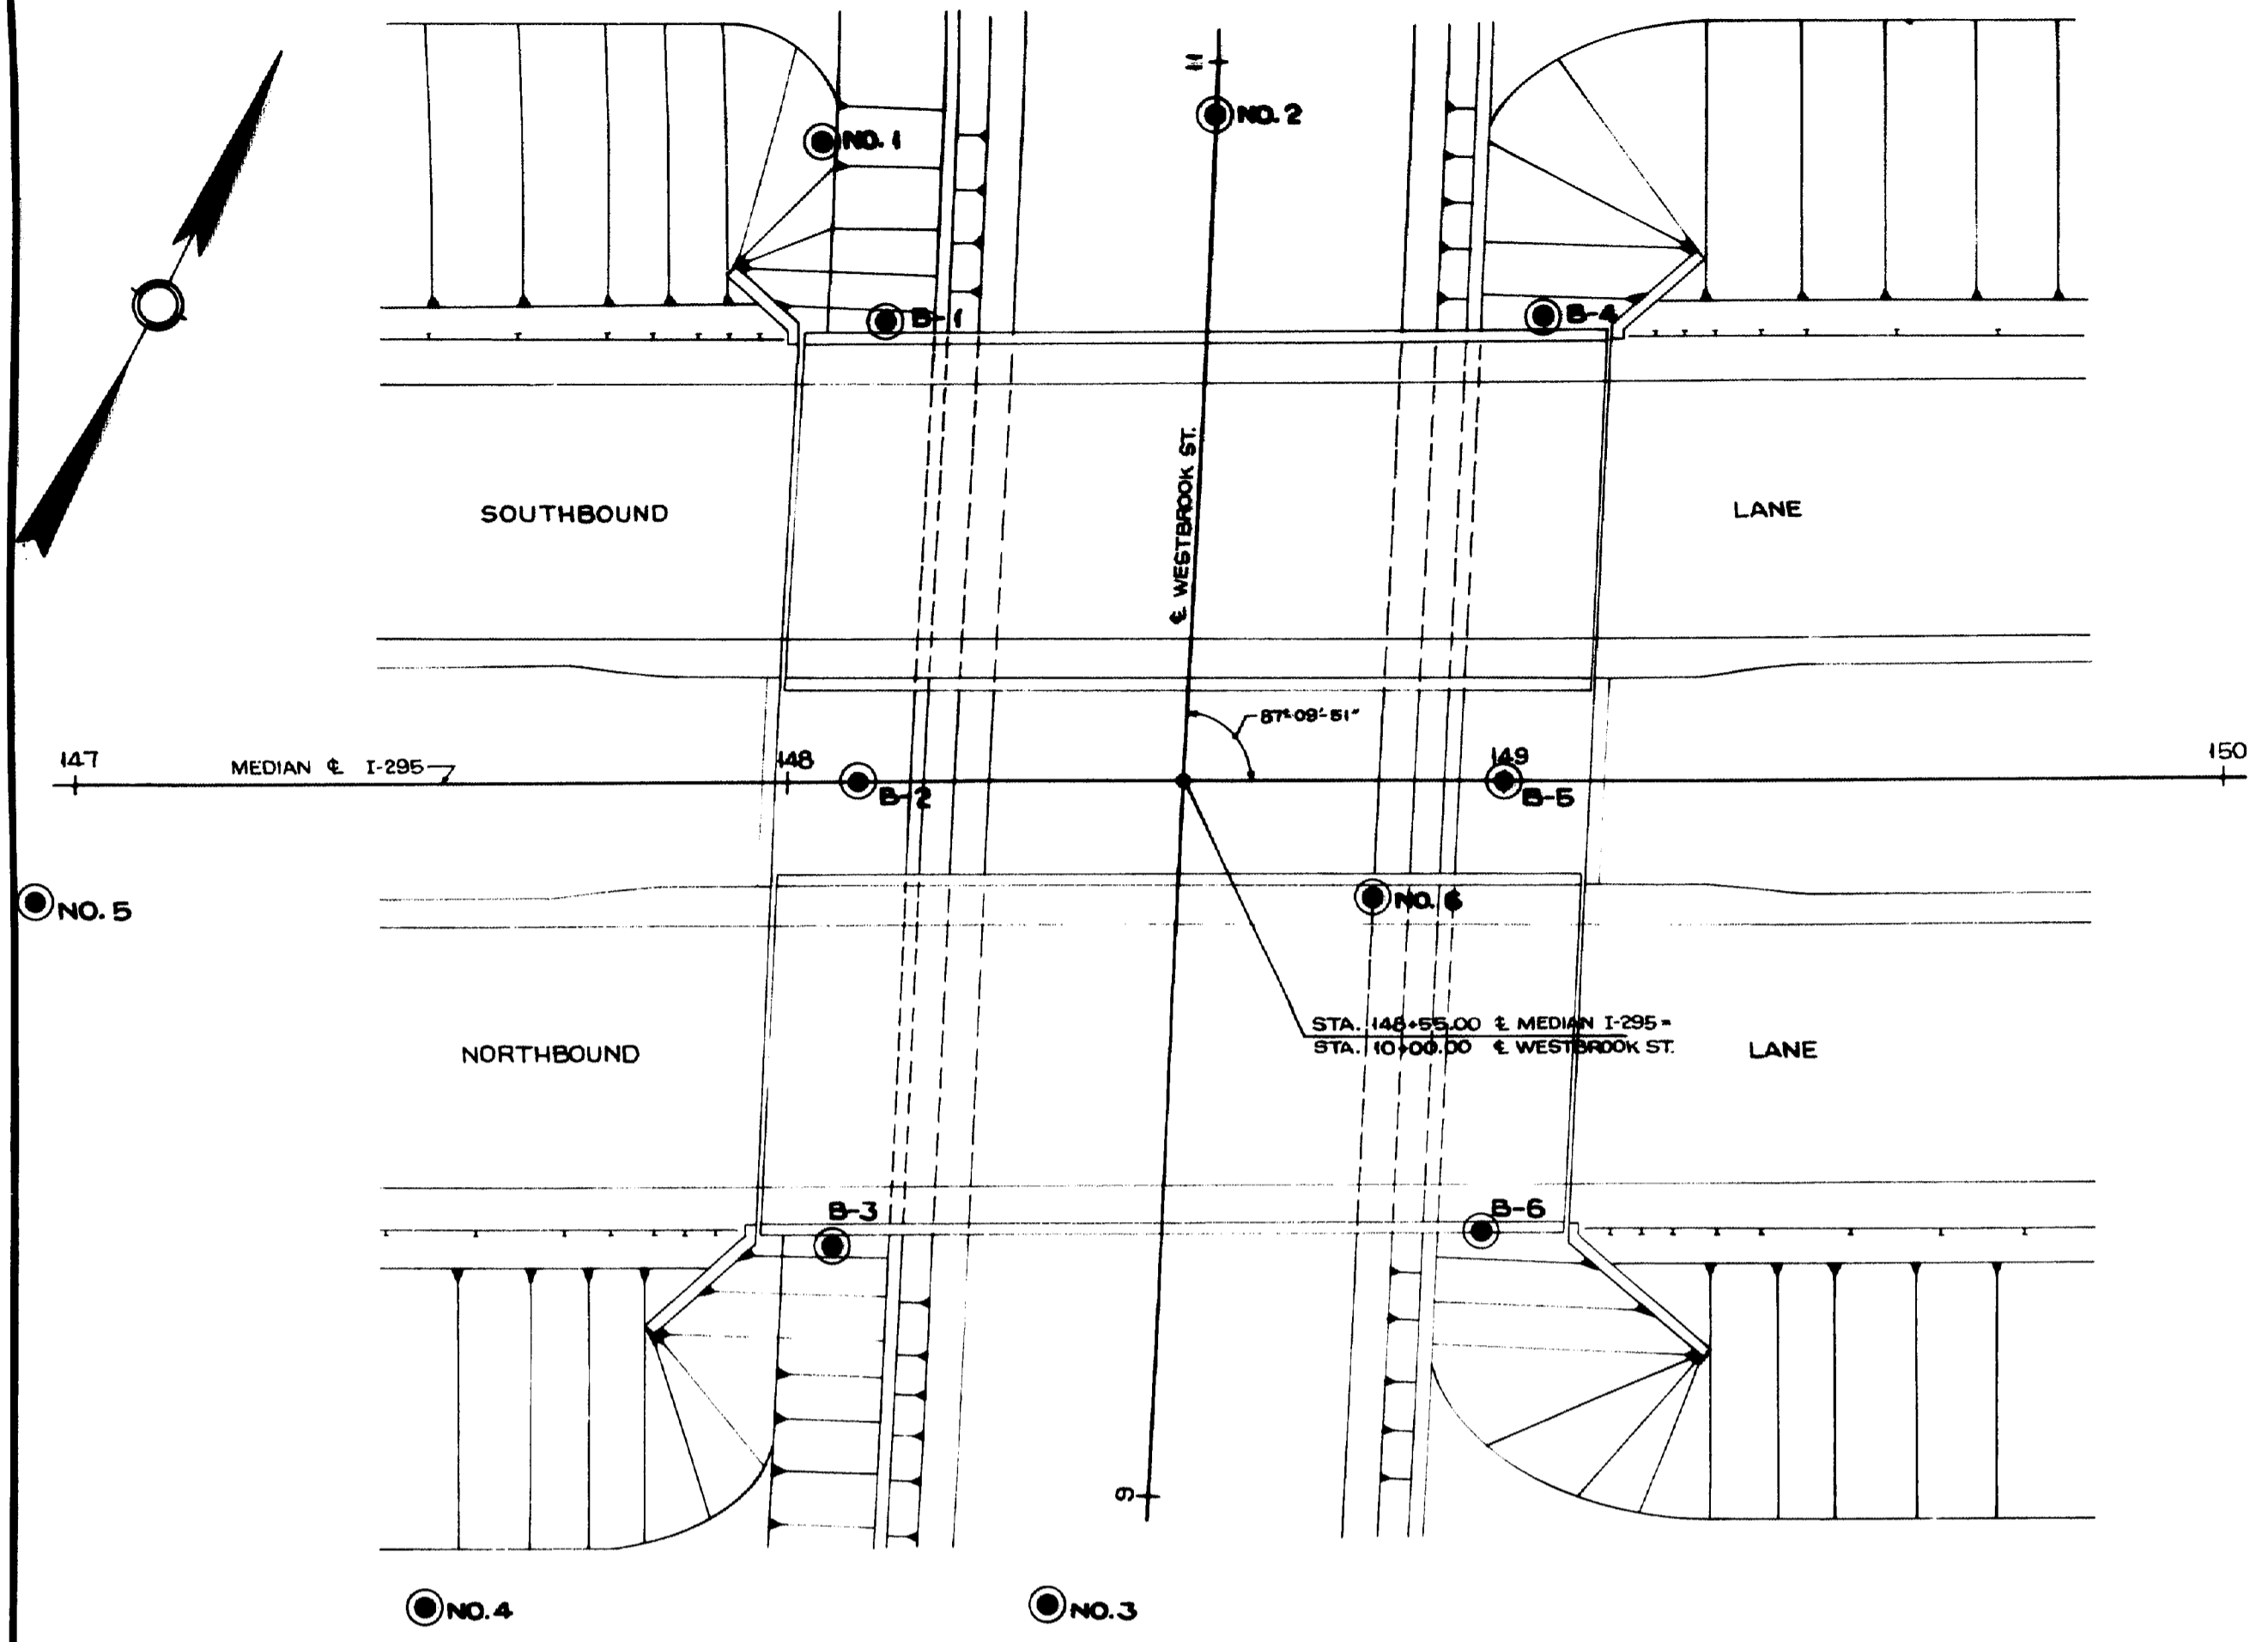 11
NO. 2
NO. 1
B-1
B-4
℄ WESTBROOK ST.
SOUTHBOUND
LANE
87°-09'-51"
147
MEDIAN ℄ I-295
148
149
150
B-2
B-5
NO. 5
NO. 6
STA. 148+55.00 ℄ MEDIAN I-295 =
STA. 10+00.00 ℄ WESTBROOK ST.
NORTHBOUND
LANE
B-3
B-6
9
NO. 4
NO. 3